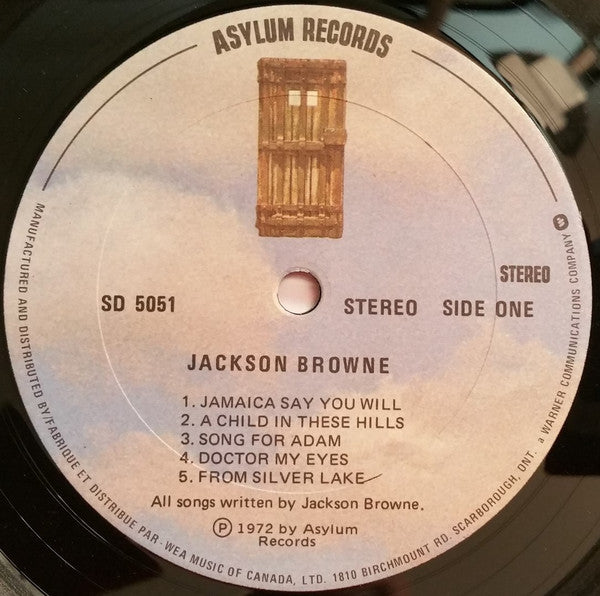 ASYLUM RECORDS
STEREO
SD 5051
STEREO SIDE ONE
JACKSON BROWNE
1. JAMAICA SAY YOU WILL
2. A CHILD IN THESE HILLS
3. SONG FOR ADAM
4. DOCTOR MY EYES
5. FROM SILVER LAKE
All songs written by Jackson Browne.
Ⓟ 1972 by Asylum
Records
MANUFACTURED AND DISTRIBUTED BY/FABRIQUE ET DISTRIBUE PAR - WEA MUSIC OF CANADA, LTD. 1810 BIRCHMOUNT RD. SCARBOROUGH, ONT. a WARNER COMMUNICATIONS COMPANY